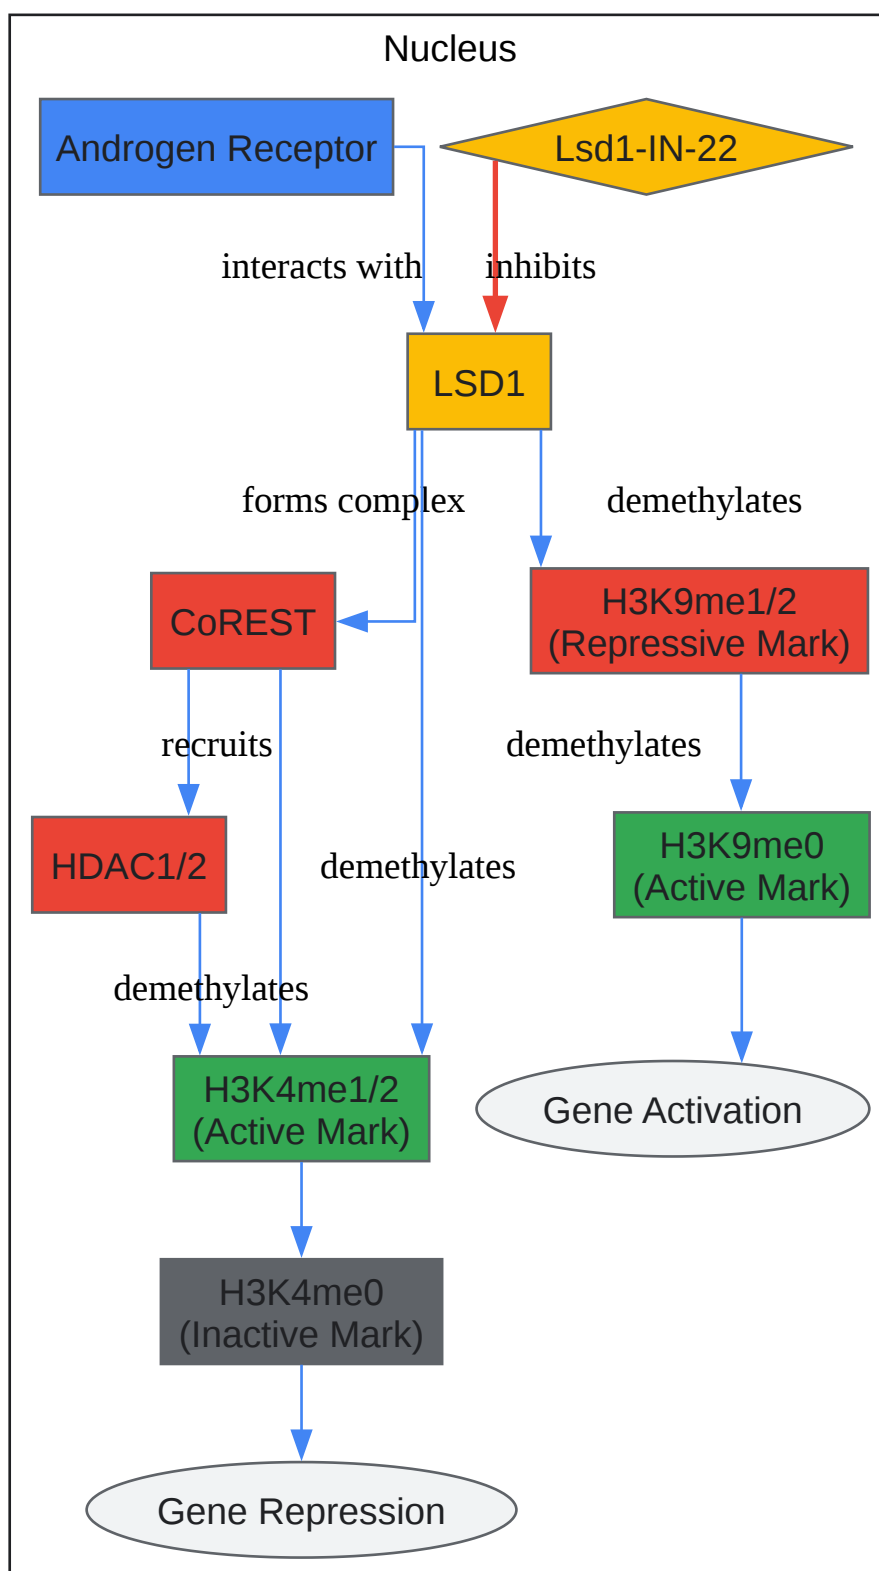 Nucleus
Androgen Receptor
Lsd1-IN-22
interacts with
inhibits
LSD1
forms complex
demethylates
CoREST
H3K9me1/2
(Repressive Mark)
recruits
demethylates
HDAC1/2
demethylates
H3K9me0
(Active Mark)
demethylates
H3K4me1/2
(Active Mark)
Gene Activation
H3K4me0
(Inactive Mark)
Gene Repression